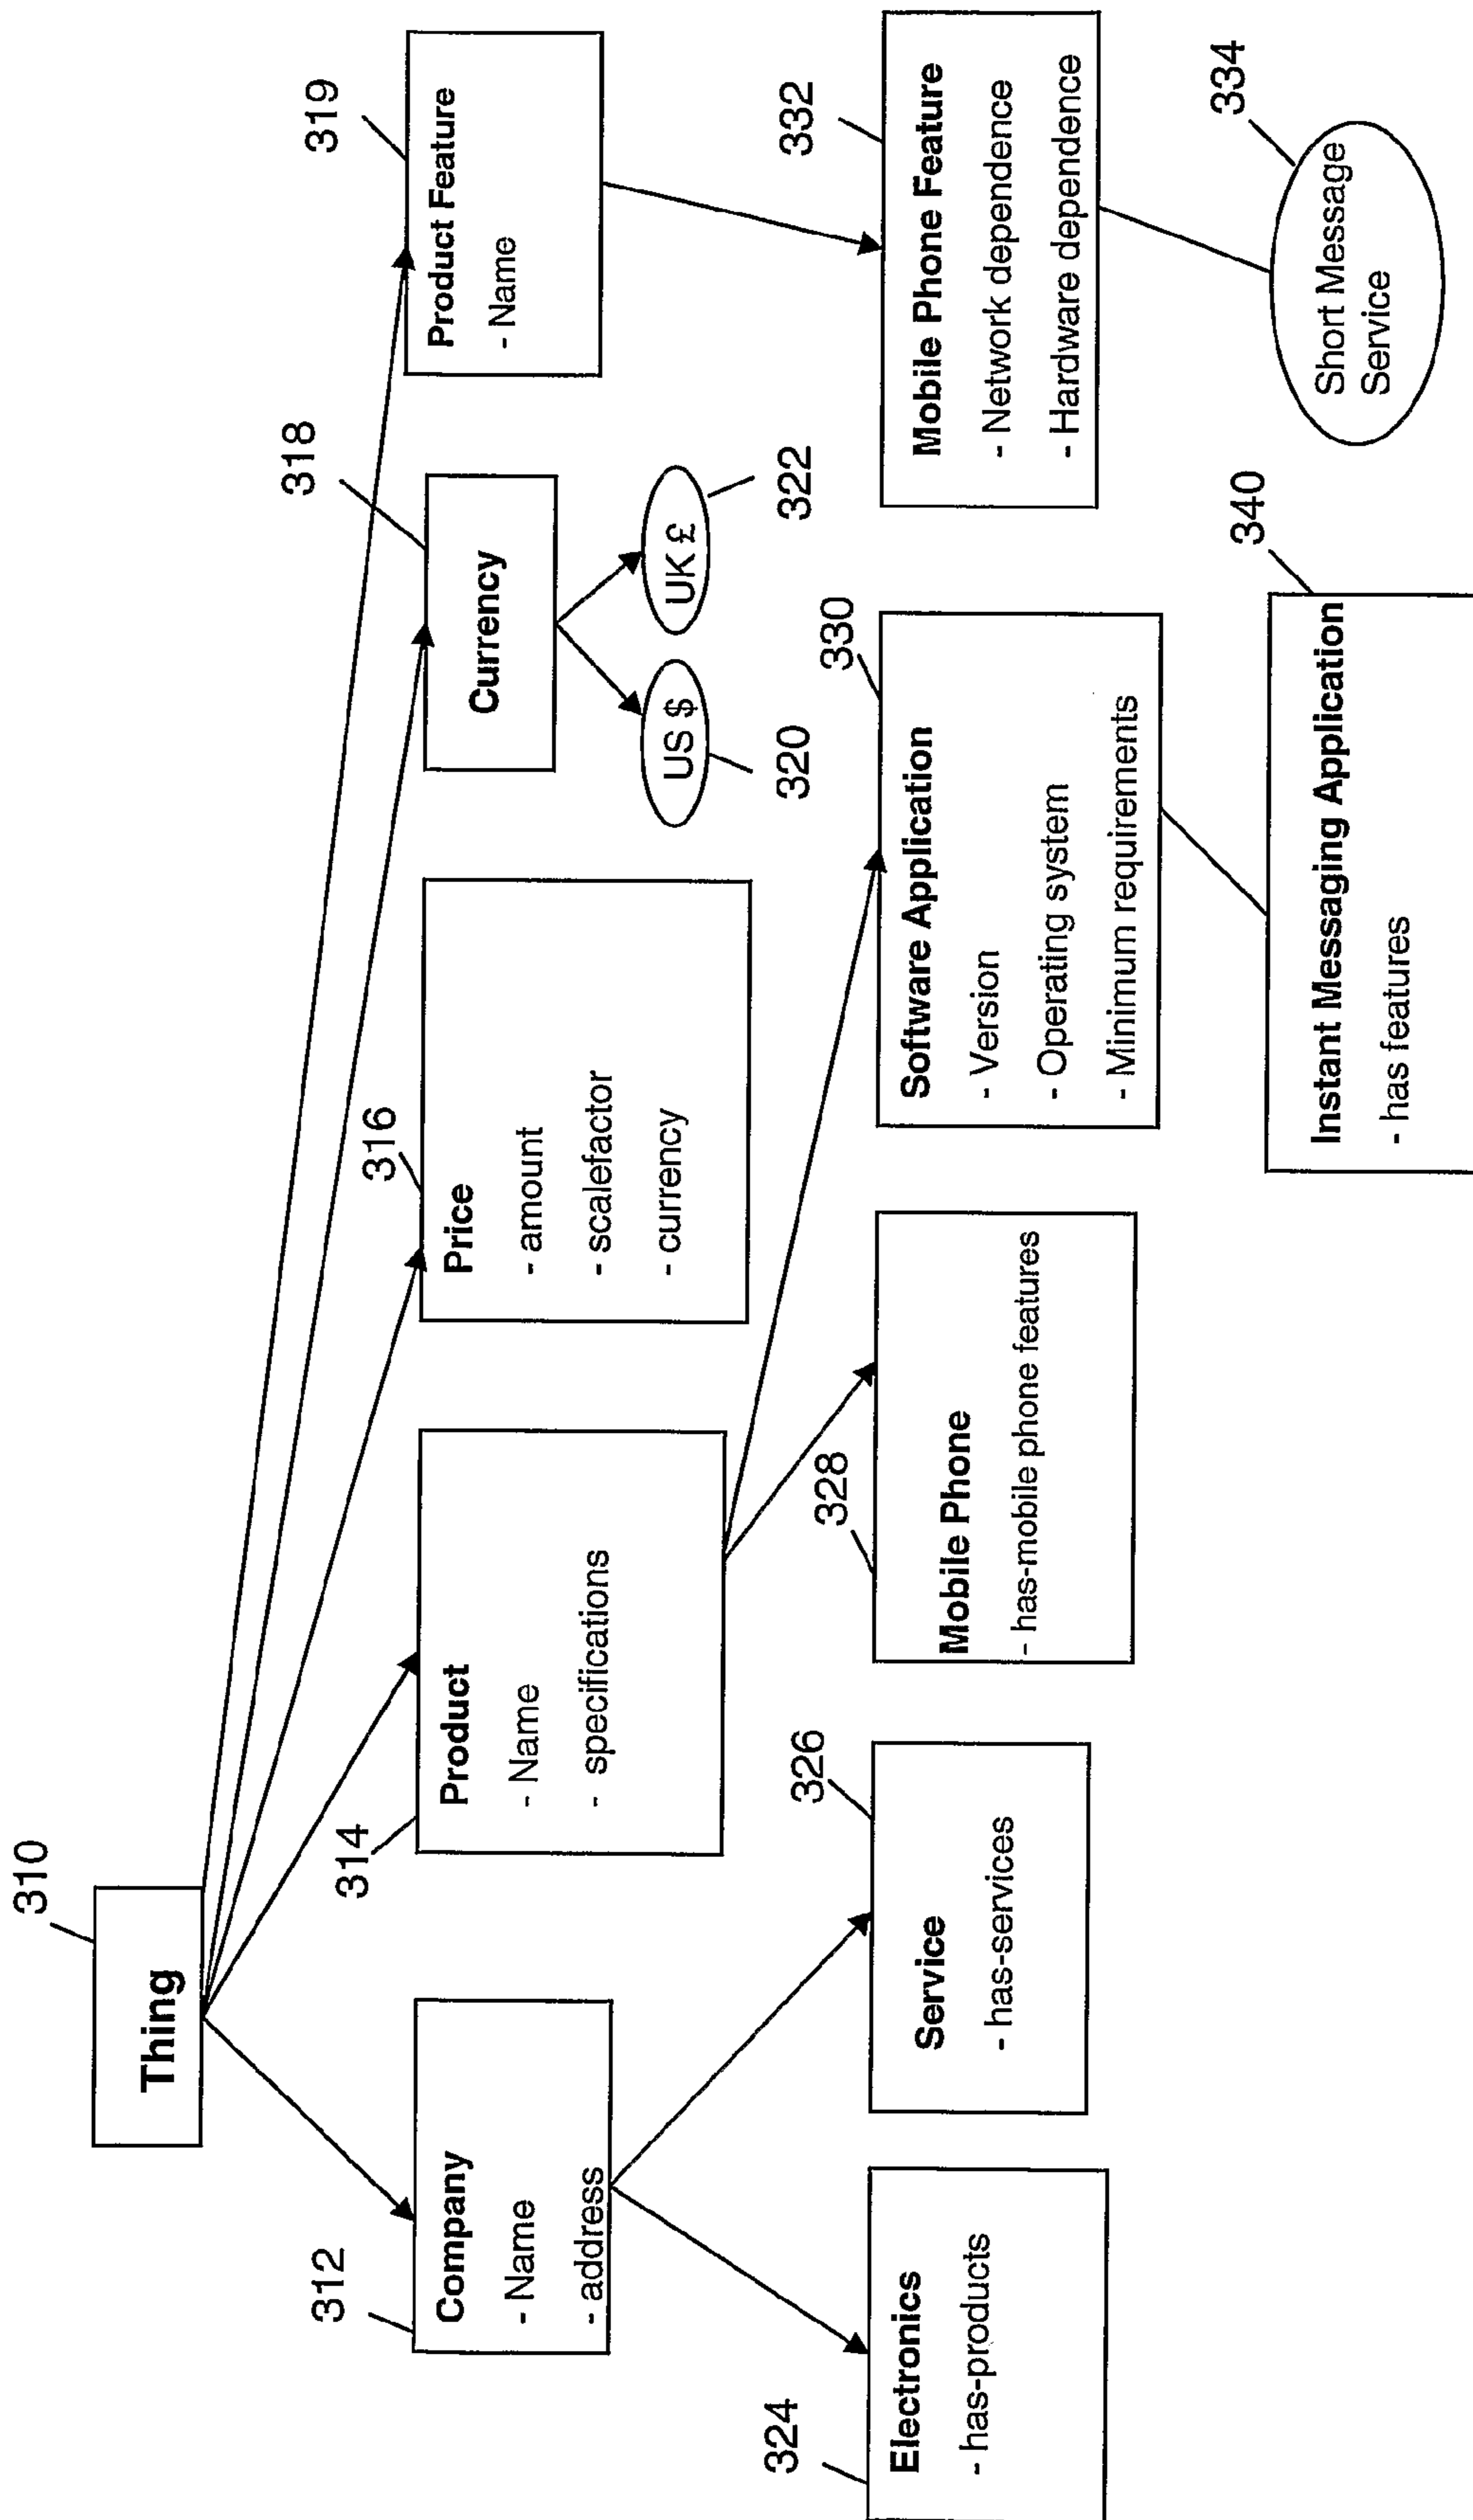 310
Thing
312
Company
- Name
- address
314
Product
- Name
- specifications
316
Price
- amount
- scalefactor
- currency
318
Currency
US $
320
UK £
322
319
Product Feature
- Name
324
Electronics
- has-products
326
Service
- has-services
328
Mobile Phone
- has-mobile phone features
330
Software Application
- Version
- Operating system
- Minimum requirements
332
Mobile Phone Feature
- Network dependence
- Hardware dependence
340
Instant Messaging Application
- has features
334
Short Message
Service